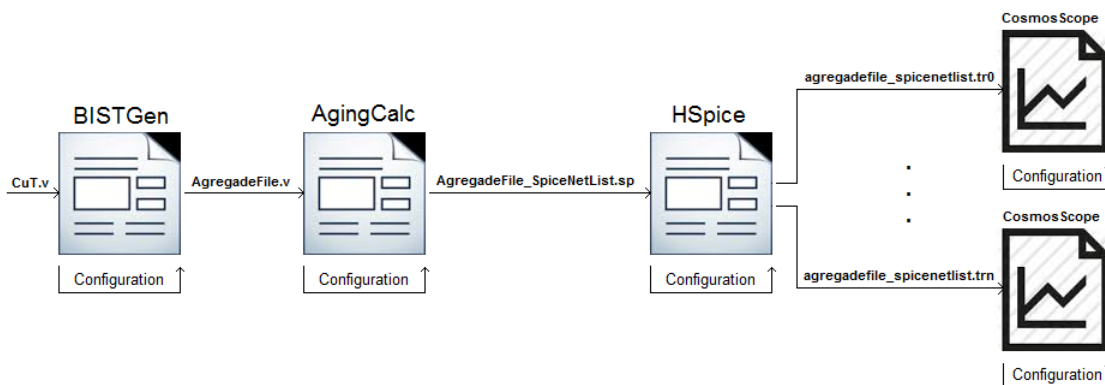 CosmosScope
agregadefile_spicenetlist.tr0
BISTGen
AgingCalc
HSpice
CuT.v
AgregadeFile.v
AgregadeFile_SpiceNetList.sp
Configuration
.
.
.
CosmosScope
Configuration
Configuration
Configuration
agregadefile_spicenetlist.trn
Configuration